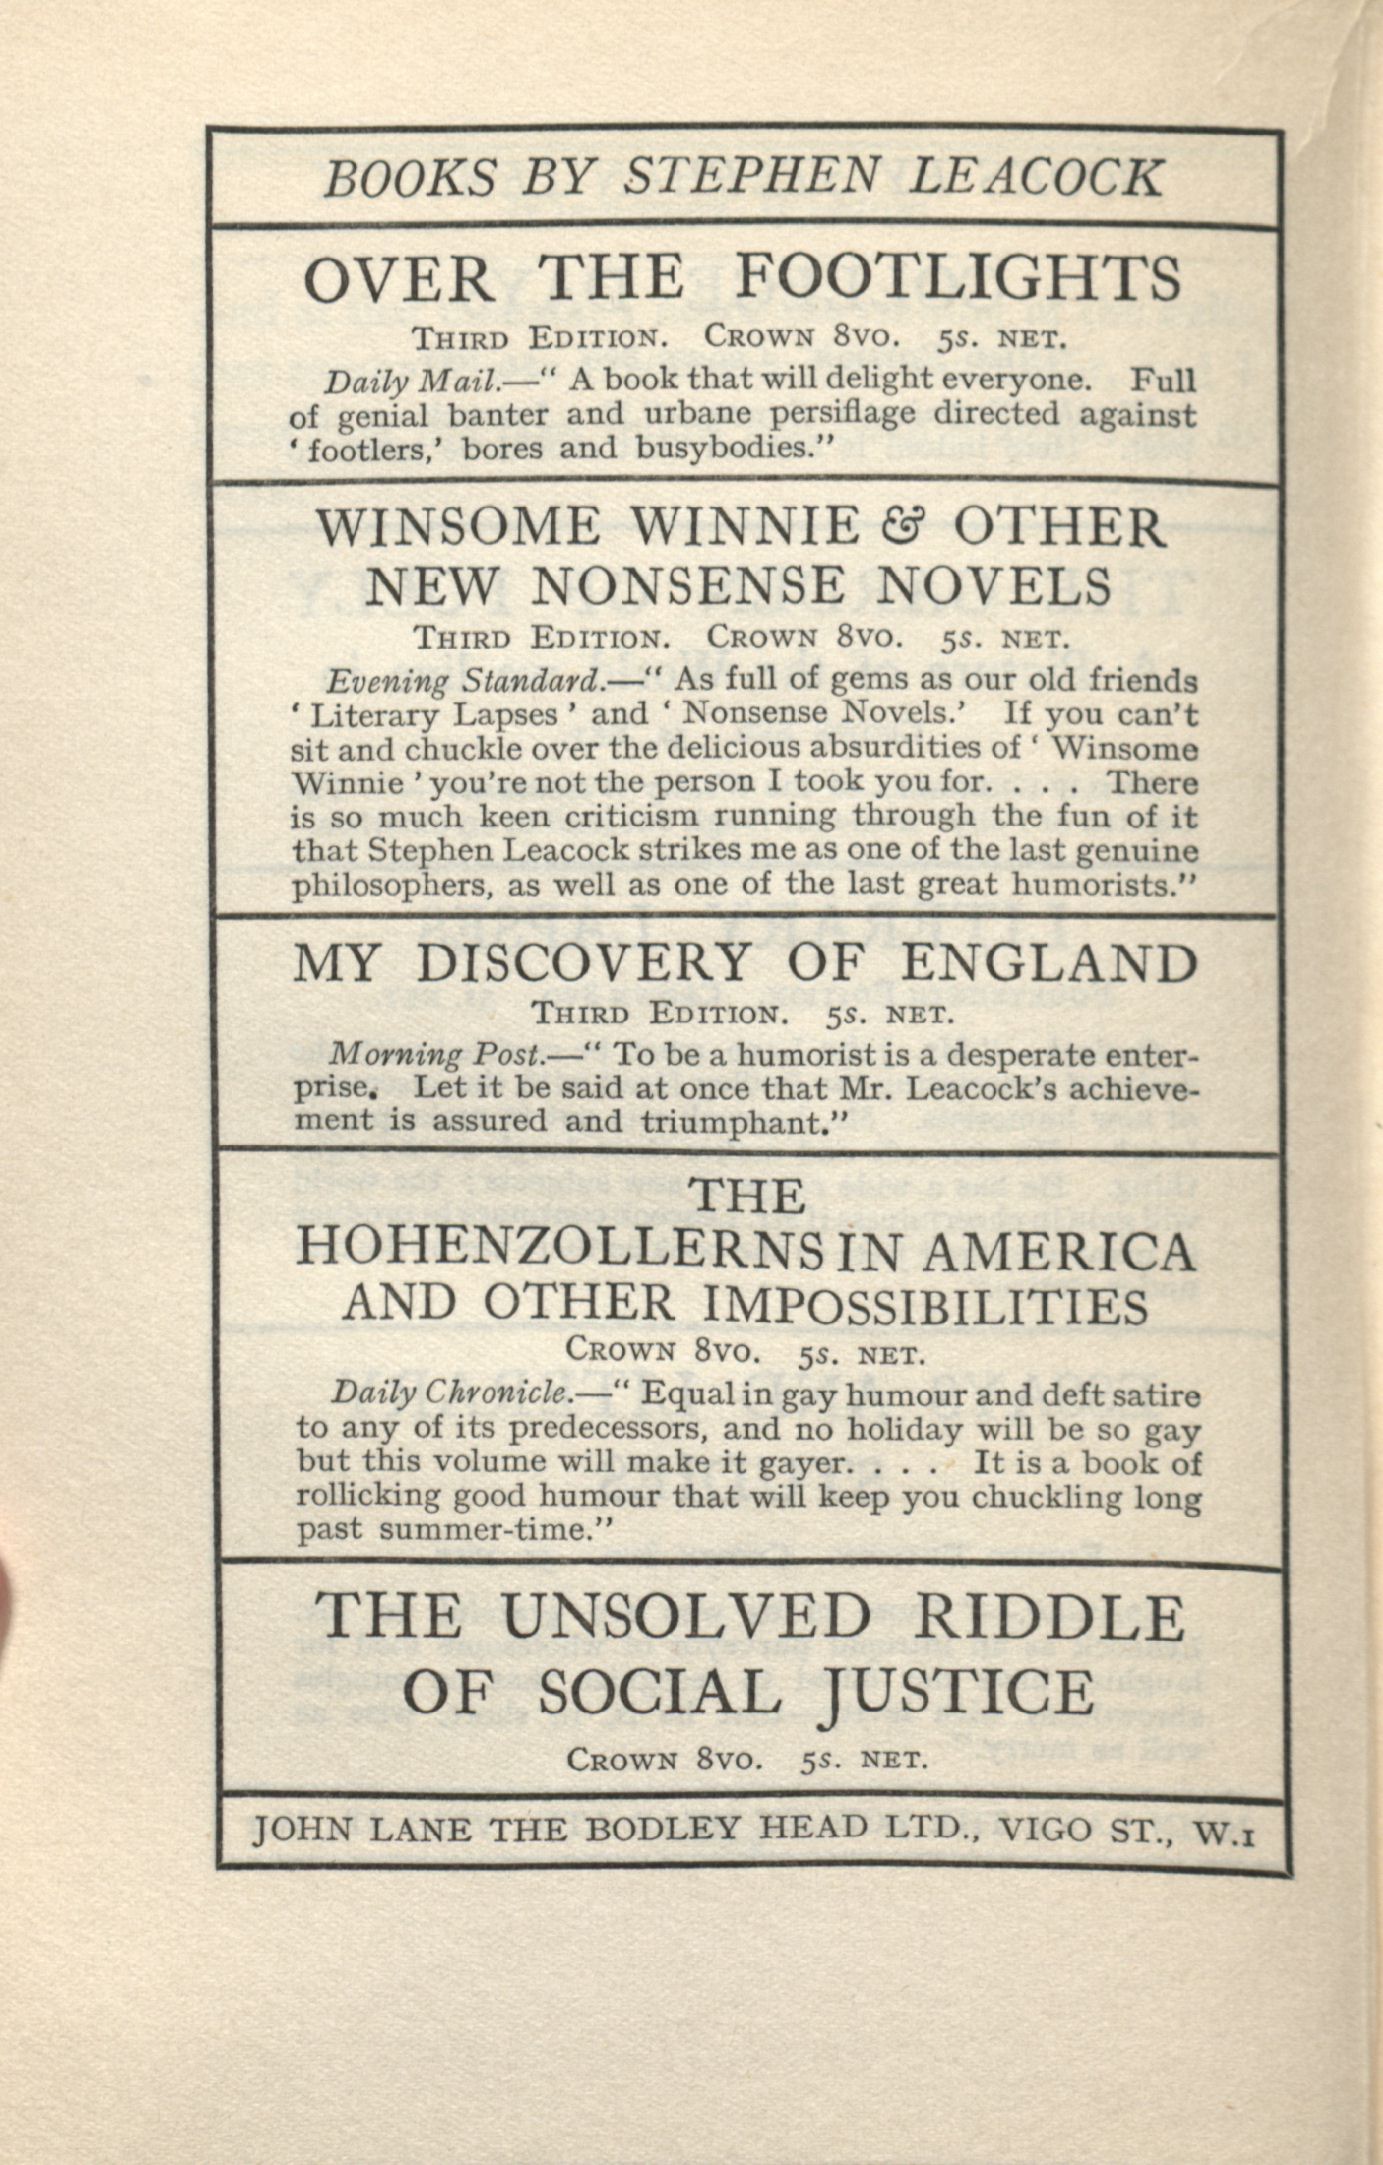 BOOKS BY STEPHEN LEACOCK
OVER THE FOOTLIGHTS
THIRD EDITION. CROWN 8VO. 5s. NET.
Daily Mail.—“ A book that will delight everyone. Full
of genial banter and urbane persiflage directed against
‘ footlers,’ bores and busybodies.”
WINSOME WINNIE & OTHER
NEW NONSENSE NOVELS
THIRD EDITION. CROWN 8VO. 5s. NET.
Evening Standard.—“ As full of gems as our old friends
‘ Literary Lapses ’ and ‘ Nonsense Novels.’ If you can’t
sit and chuckle over the delicious absurdities of ‘ Winsome
Winnie ’ you’re not the person I took you for. . . . There
is so much keen criticism running through the fun of it
that Stephen Leacock strikes me as one of the last genuine
philosophers, as well as one of the last great humorists.”
MY DISCOVERY OF ENGLAND
THIRD EDITION. 5s. NET.
Morning Post.—“ To be a humorist is a desperate enter-
prise. Let it be said at once that Mr. Leacock’s achieve-
ment is assured and triumphant.”
THE
HOHENZOLLERNS IN AMERICA
AND OTHER IMPOSSIBILITIES
CROWN 8VO. 5s. NET.
Daily Chronicle.—“ Equal in gay humour and deft satire
to any of its predecessors, and no holiday will be so gay
but this volume will make it gayer. . . . It is a book of
rollicking good humour that will keep you chuckling long
past summer-time.”
THE UNSOLVED RIDDLE
OF SOCIAL JUSTICE
CROWN 8VO. 5s. NET.
JOHN LANE THE BODLEY HEAD LTD., VIGO ST., W.1